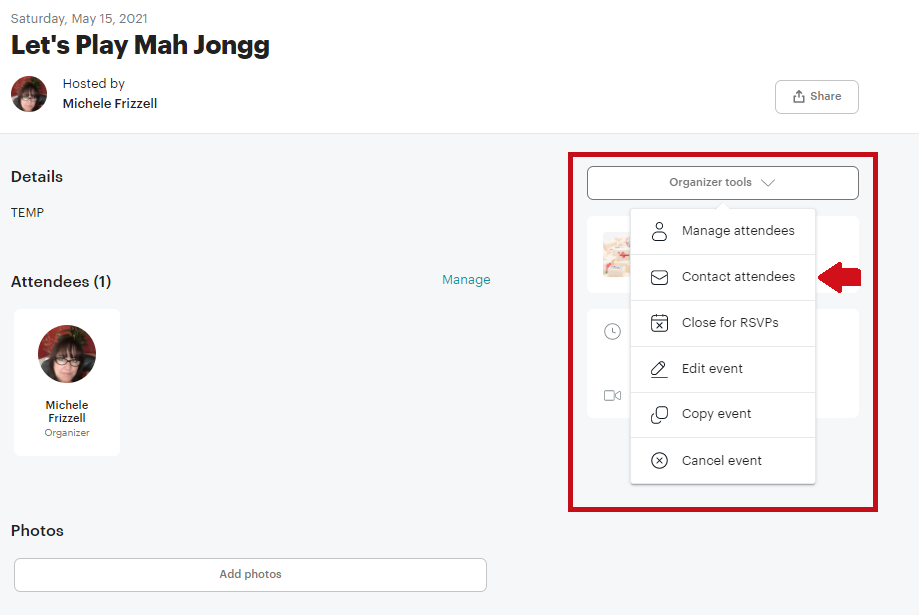 Saturday, May 15, 2021
Let's Play Mah Jongg
Hosted by
Michele Frizzell
Share
Details
TEMP
Attendees (1)
Manage
Michele
Frizzell
Organizer
Organizer tools
Manage attendees
Contact attendees
Close for RSVPs
Edit event
Copy event
Cancel event
Photos
Add photos